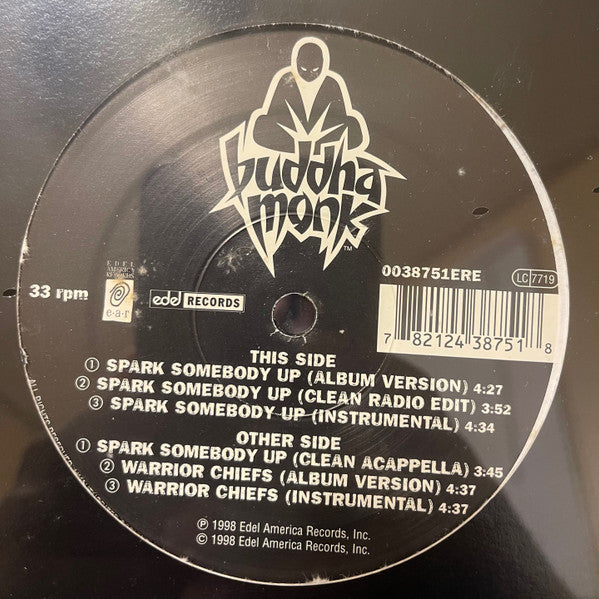 buddha
monk
™
EDEL
AMERICA
RECORDS
e·a·r
33 rpm
edel RECORDS
0038751ERE
LC 7719
7 82124 38751 8
THIS SIDE
① SPARK SOMEBODY UP (ALBUM VERSION) 4:27
② SPARK SOMEBODY UP (CLEAN RADIO EDIT) 3:52
③ SPARK SOMEBODY UP (INSTRUMENTAL) 4:34
OTHER SIDE
① SPARK SOMEBODY UP (CLEAN ACAPPELLA) 3:45
② WARRIOR CHIEFS (ALBUM VERSION) 4:37
③ WARRIOR CHIEFS (INSTRUMENTAL) 4:37
℗ 1998 Edel America Records, Inc.
© 1998 Edel America Records, Inc.
ALL RIGHTS